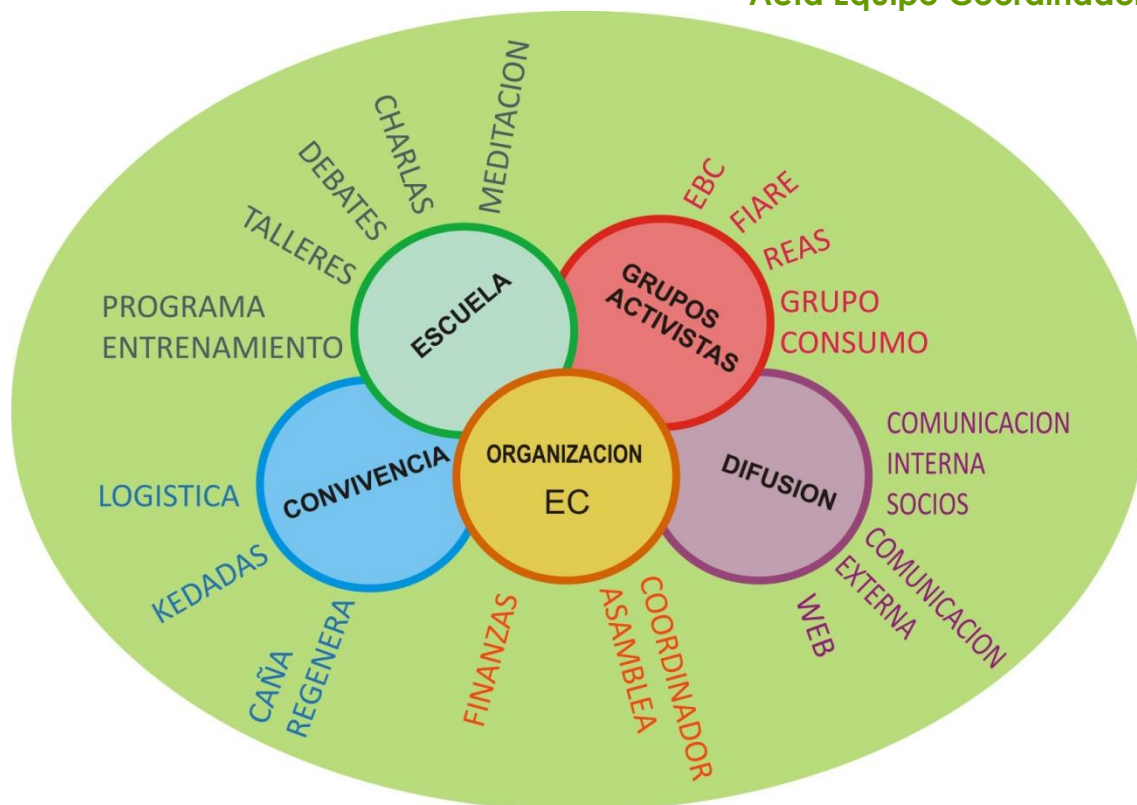 Acta Equipo Coordinador
MEDITACION
CHARLAS
DEBATES
TALLERES
PROGRAMA
ENTRENAMIENTO
ESCUELA
EBC
FIARE
REAS
GRUPO
CONSUMO
GRUPOS
ACTIVISTAS
LOGISTICA
KEDADAS
CAÑA
REGENERA
CONVIVENCIA
ORGANIZACION
EC
FINANZAS
ASAMBLEA
COORDINADOR
DIFUSION
COMUNICACION
INTERNA
SOCIOS
COMUNICACION
EXTERNA
WEB